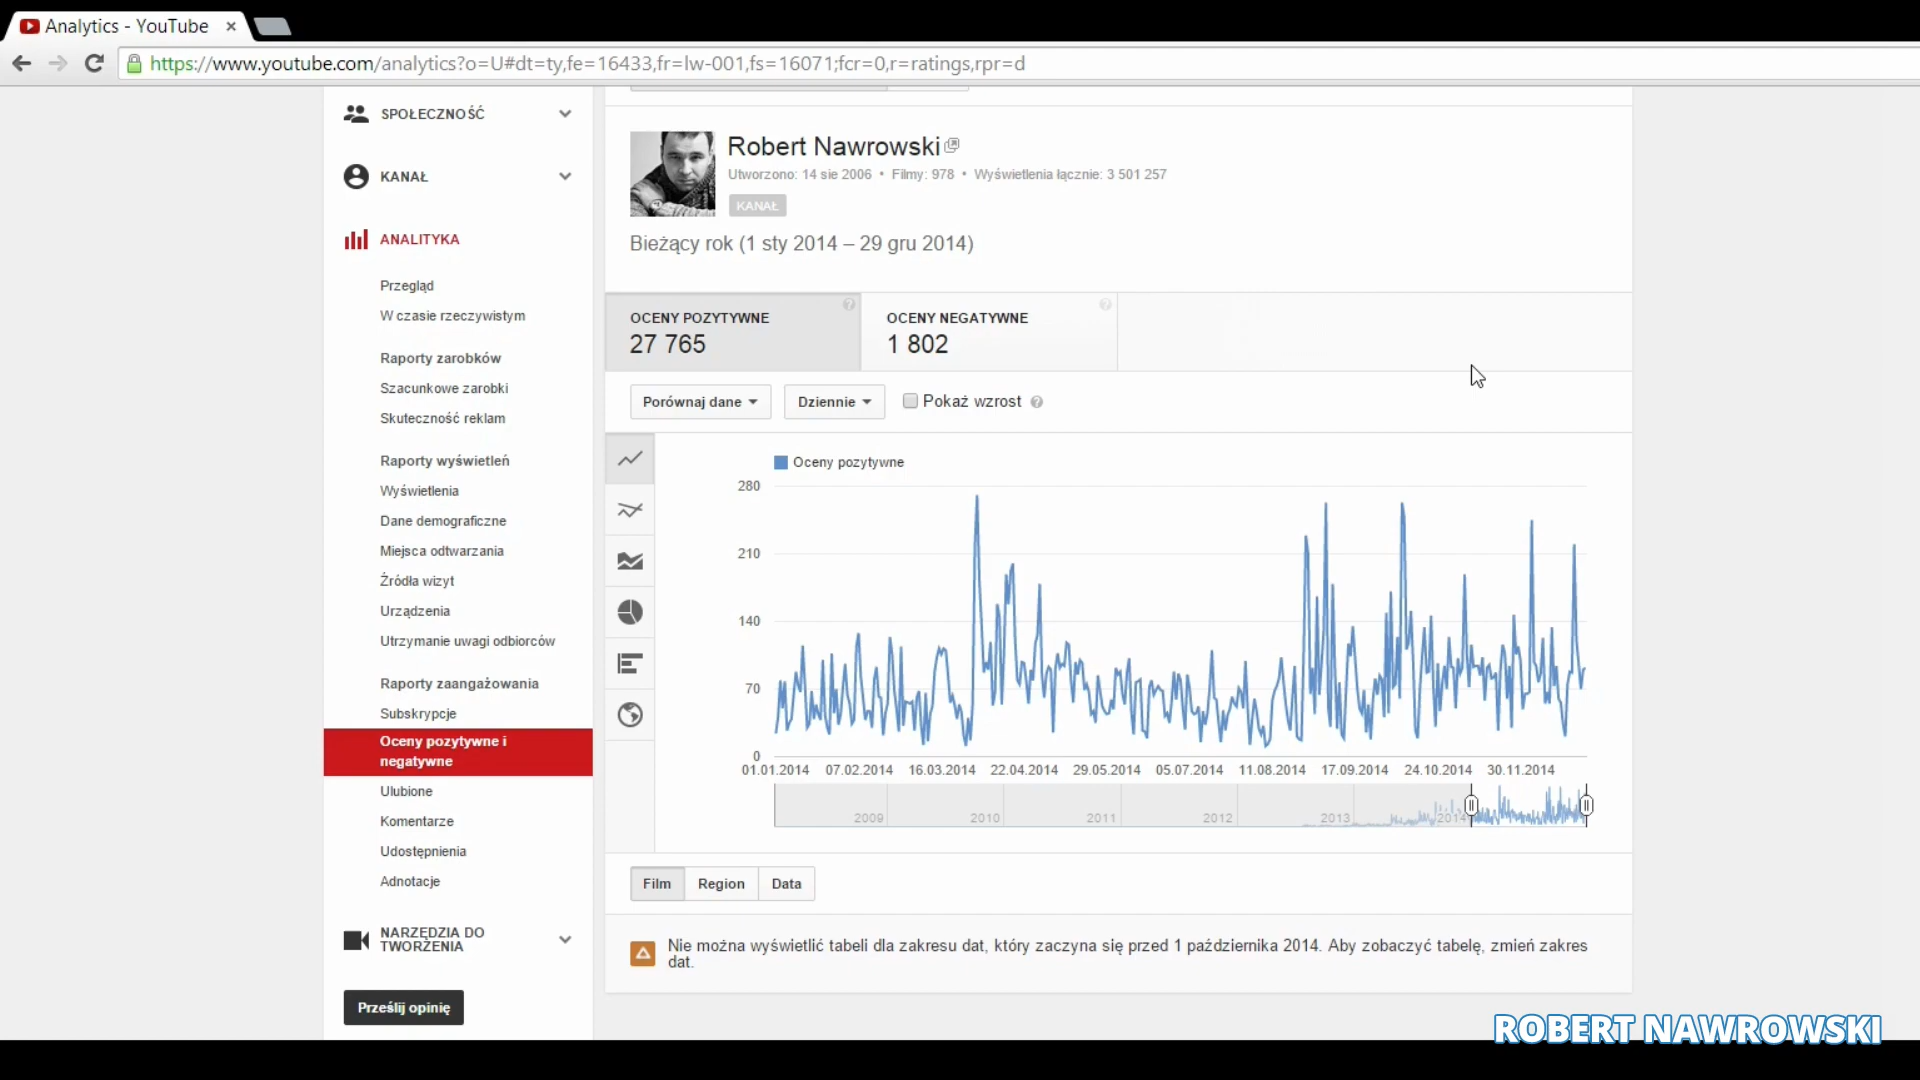 Analytics - YouTube
https://www.youtube.com/analytics?o=U#dt=ty,fe=16433,fr=lw-001,fs=16071;fcr=0,r=ratings,rpr=d
SPOŁECZNOŚĆ
KANAŁ
ANALITYKA
Przegląd
W czasie rzeczywistym
Raporty zarobków
Szacunkowe zarobki
Skuteczność reklam
Raporty wyświetleń
Wyświetlenia
Dane demograficzne
Miejsca odtwarzania
Źródła wizyt
Urządzenia
Utrzymanie uwagi odbiorców
Raporty zaangażowania
Subskrypcje
Oceny pozytywne i
negatywne
Ulubione
Komentarze
Udostępnienia
Adnotacje
NARZĘDZIA DO
TWORZENIA
Prześlij opinię
Robert Nawrowski
Utworzono: 14 sie 2006 • Filmy: 978 • Wyświetlenia łącznie: 3 501 257
KANAŁ
Bieżący rok (1 sty 2014 – 29 gru 2014)
OCENY POZYTYWNE ?
27 765
OCENY NEGATYWNE ?
1 802
Porównaj dane
Dziennie
Pokaż wzrost ?
Oceny pozytywne
280
210
140
70
0
01.01.2014 07.02.2014 16.03.2014 22.04.2014 29.05.2014 05.07.2014 11.08.2014 17.09.2014 24.10.2014 30.11.2014
2009 2010 2011 2012 2013 2014
Film Region Data
Nie można wyświetlić tabeli dla zakresu dat, który zaczyna się przed 1 października 2014. Aby zobaczyć tabelę, zmień zakres
dat.
ROBERT NAWROWSKI